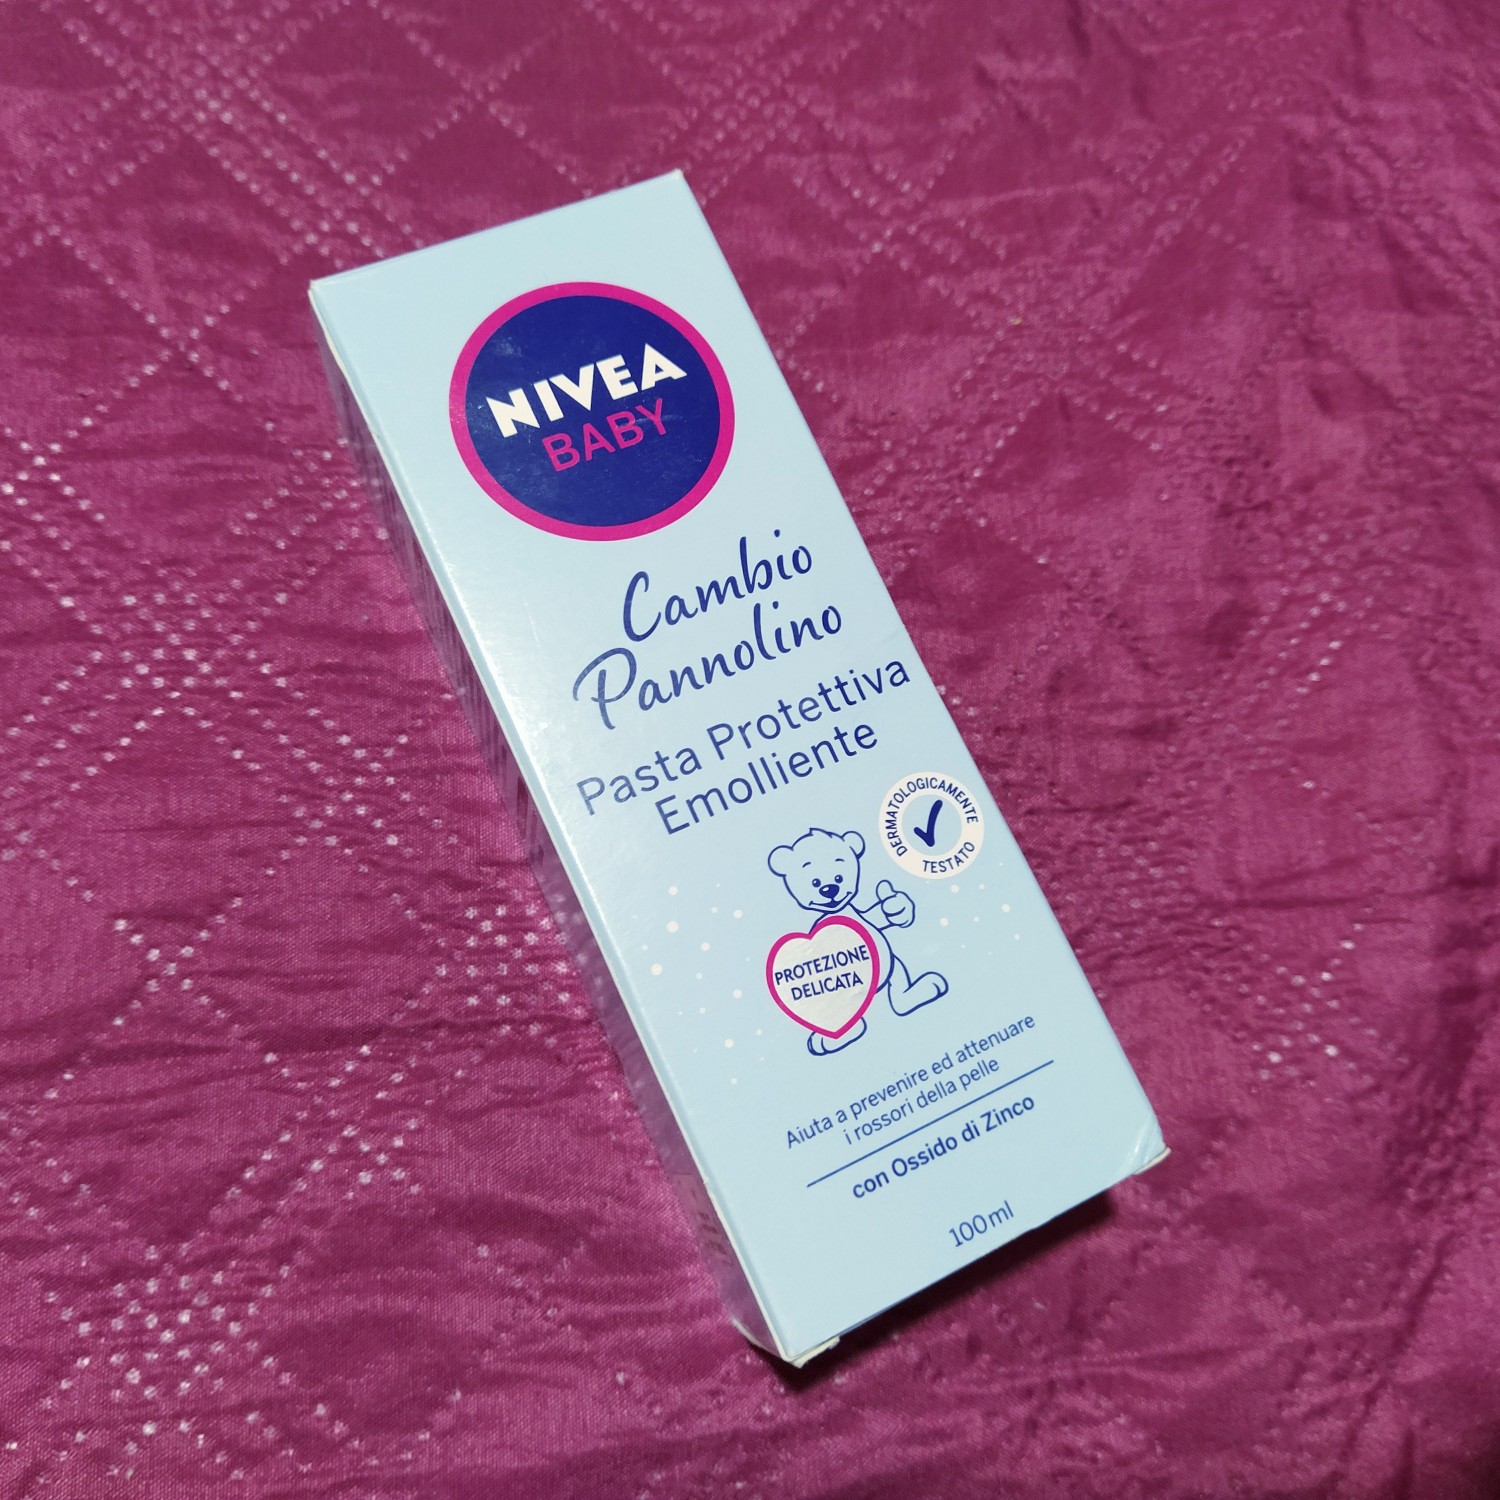 NIVEA
BABY
Cambio
Pannolino
Pasta Protettiva
Emolliente
DERMATOLOGICAMENTE
TESTATO
PROTEZIONE
DELICATA
Aiuta a prevenire ed attenuare
i rossori della pelle
con Ossido di Zinco
100ml